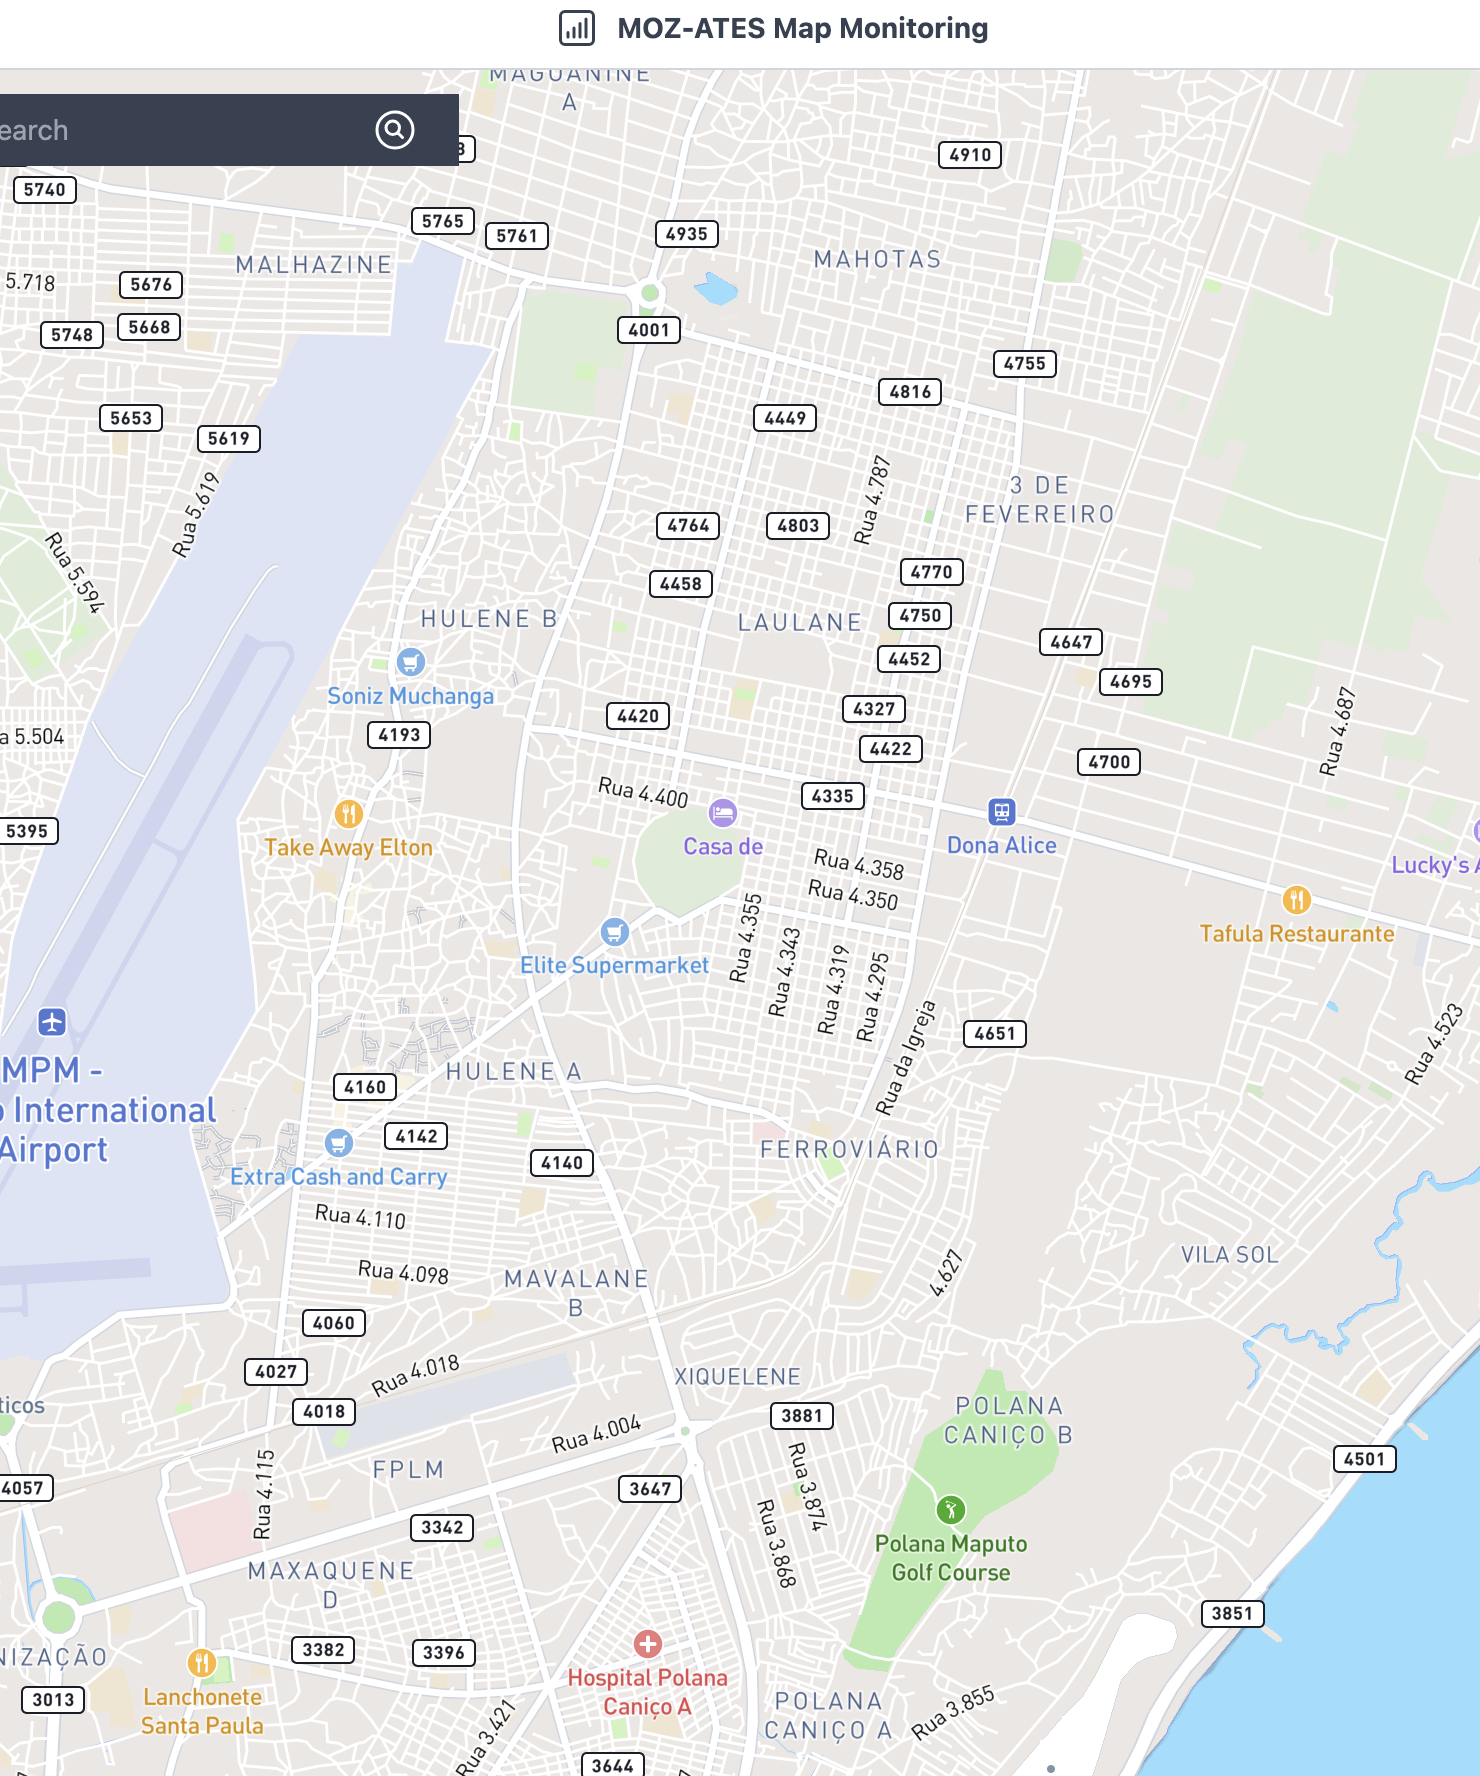 MOZ-ATES Map Monitoring
MAGUANINE
A
earch
4910
5740
5765
5761
4935
MALHAZINE
MAHOTAS
5.718
5676
5668
5748
4001
4755
4816
5653
4449
5619
Rua 5.619
Rua 4.787
3 DE
FEVEREIRO
4764
4803
Rua 5.594
4770
4458
HULENE B
LAULANE
4750
4647
4452
4695
Soniz Muchanga
4327
4420
Rua 4.687
4193
a 5.504
4422
4700
Rua 4.400
4335
5395
Take Away Elton
Casa de
Dona Alice
Rua 4.358
Lucky's A
Rua 4.350
Tafula Restaurante
Elite Supermarket
Rua 4.355
Rua 4.343
Rua 4.319
Rua 4.295
Rua da Igreja
4651
Rua 4.523
MPM -
o International
Airport
HULENE A
4160
4142
4140
FERROVIÁRIO
Extra Cash and Carry
Rua 4.110
VILA SOL
Rua 4.098
4.627
MAVALANE
B
4060
4027
Rua 4.018
XIQUELENE
4018
ticos
POLANA
CANIÇO B
3881
Rua 4.004
4501
FPLM
Rua 4.115
Rua 3.874
4057
3647
3342
Rua 3.868
Polana Maputo
Golf Course
MAXAQUENE
D
3851
3382
3396
NIZAÇÃO
Hospital Polana
Caniço A
3013
Lanchonete
Santa Paula
POLANA
CANIÇO A
Rua 3.855
Rua 3.421
3644